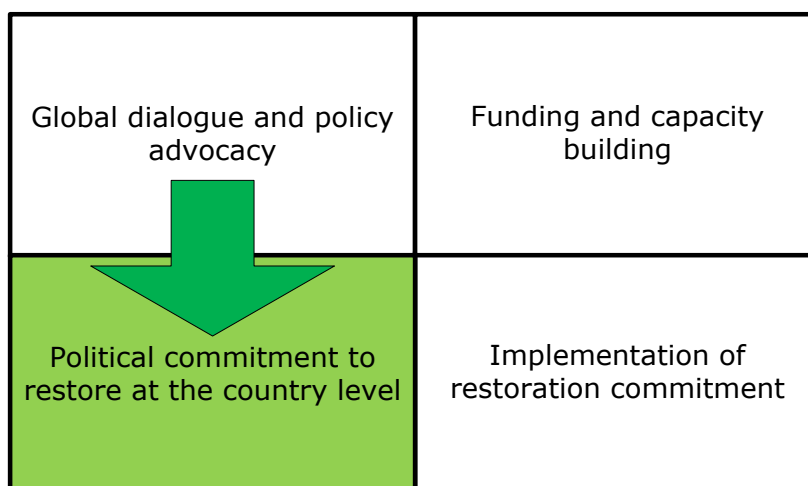 Global dialogue and policy
advocacy
Funding and capacity
building
Political commitment to
restore at the country level
Implementation of
restoration commitment